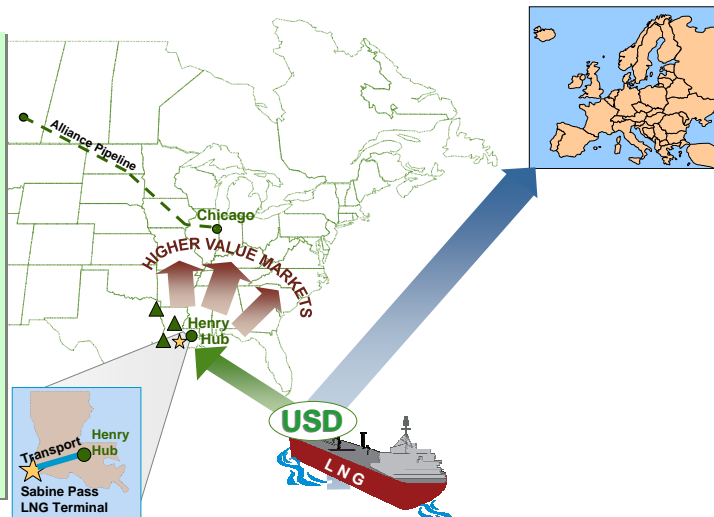 Alliance Pipeline
Chicago
HIGHER VALUE MARKETS
Henry
Hub
USD
LNG
Transport
Henry
Hub
Sabine Pass
LNG Terminal